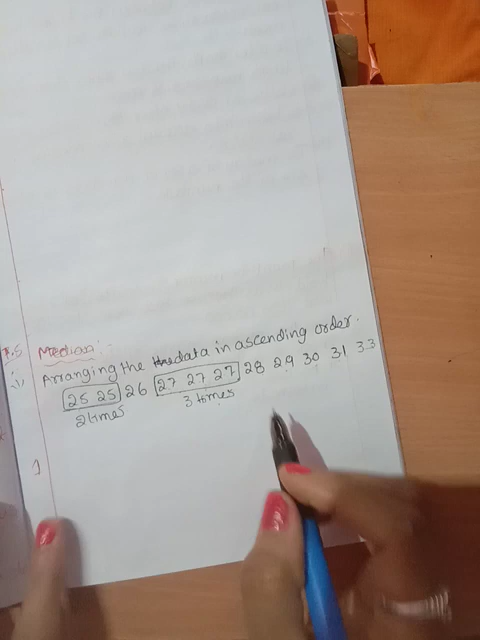 Median:
Arranging the data in ascending order.
25 25 26 27 27 27 28 29 30 31 33
2times 3 times
1